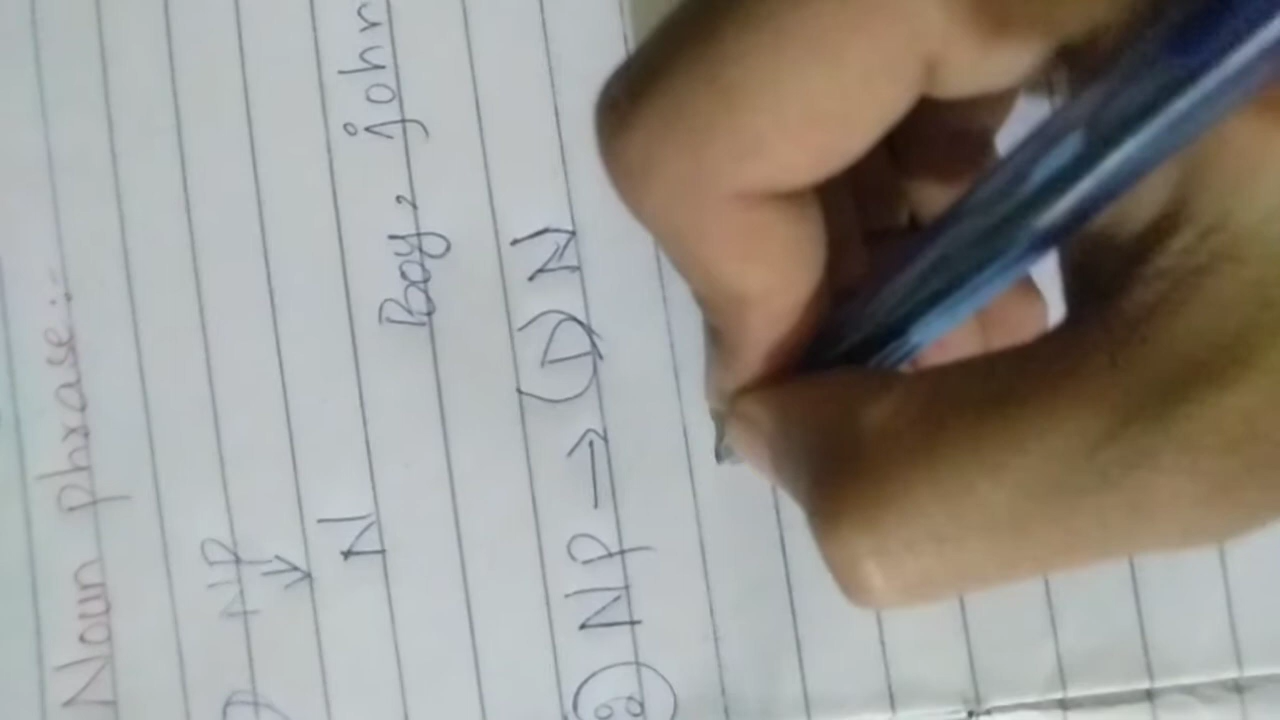 Noun phrase:-
NP
↓
N
Boy, john
② NP → (D) N